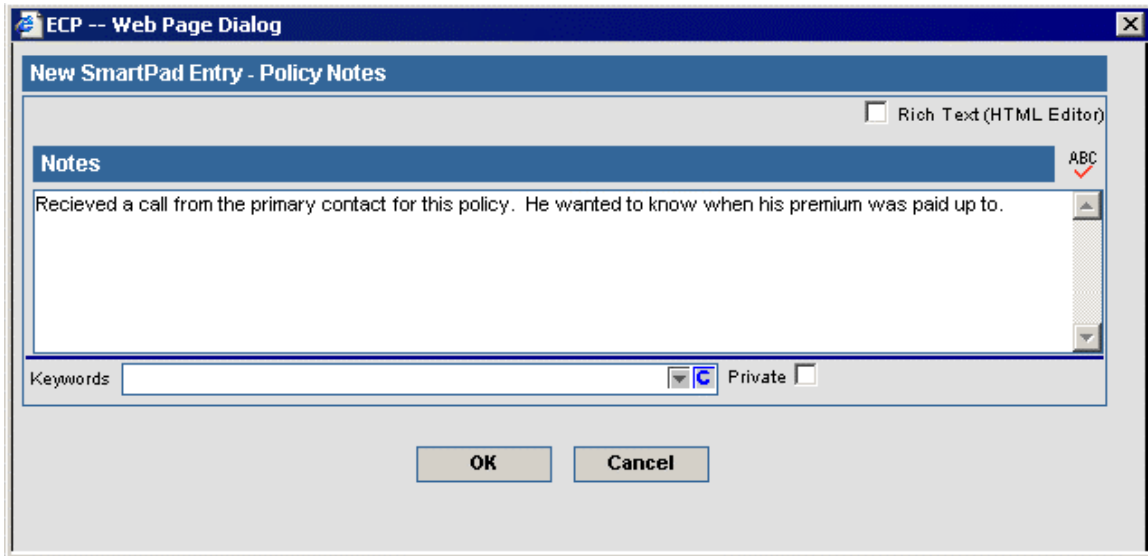 ECP -- Web Page Dialog
New SmartPad Entry - Policy Notes
Rich Text (HTML Editor)
Notes
ABC
Recieved a call from the primary contact for this policy.  He wanted to know when his premium was paid up to.
Keywords
C
Private
OK
Cancel